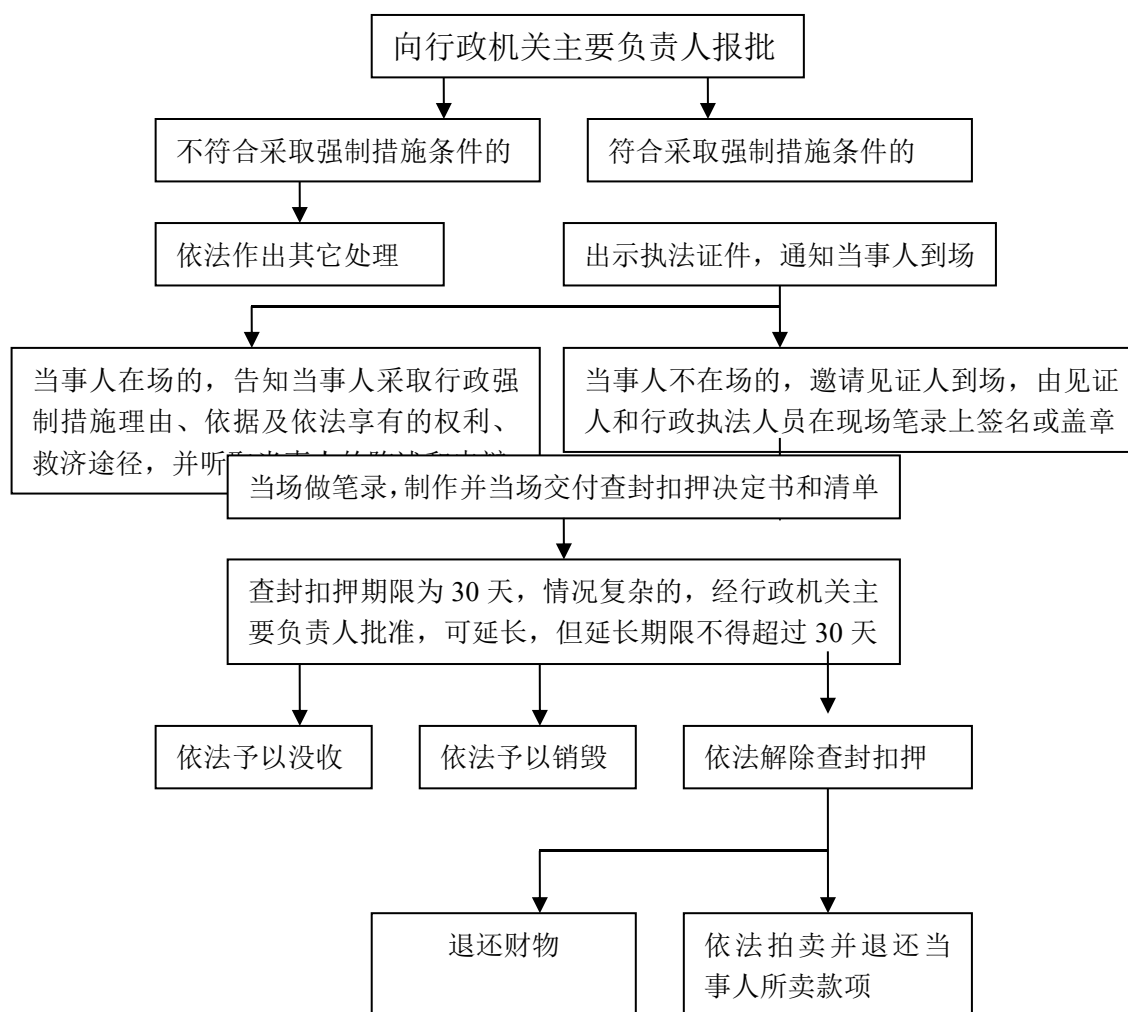 向行政机关主要负责人报批
不符合采取强制措施条件的
符合采取强制措施条件的
依法作出其它处理
出示执法证件，通知当事人到场
当事人在场的，告知当事人采取行政强
制措施理由、依据及依法享有的权利、
救济途径，并听
当事人不在场的，邀请见证人到场，由见证
人和行政执法人员在现场笔录上签名或盖章
当场做笔录，制作并当场交付查封扣押决定书和清单
查封扣押期限为 30 天，情况复杂的，经行政机关主
要负责人批准，可延长，但延长期限不得超过 30 天
依法予以没收
依法予以销毁
依法解除查封扣押
退还财物
依法拍卖并退还当
事人所卖款项